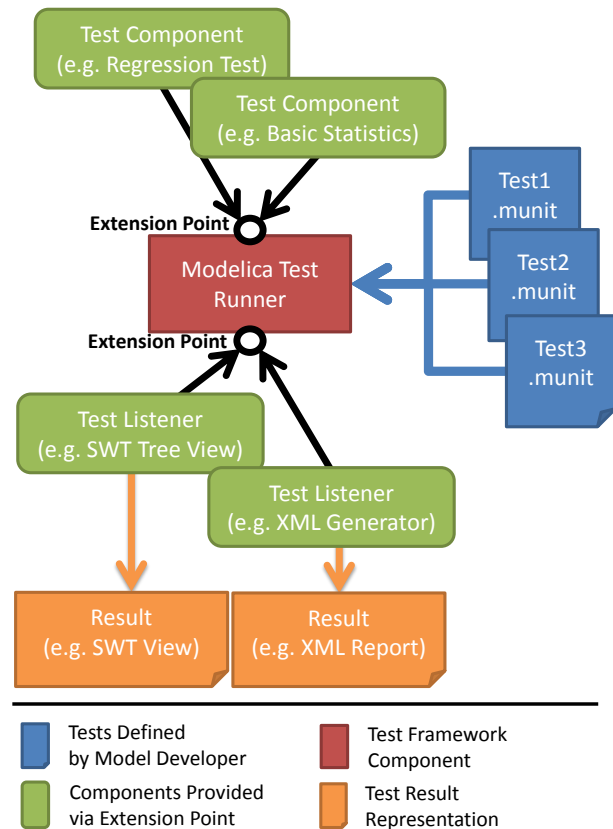 Test Component
(e.g. Regression Test)
Test Component
(e.g. Basic Statistics)
Test1
.munit
Extension Point
Modelica Test
Runner
Test2
.munit
Extension Point
Test3
.munit
Test Listener
(e.g. SWT Tree View)
Test Listener
(e.g. XML Generator)
Result
(e.g. SWT View)
Result
(e.g. XML Report)
Tests Defined
by Model Developer
Test Framework
Component
Components Provided
via Extension Point
Test Result
Representation